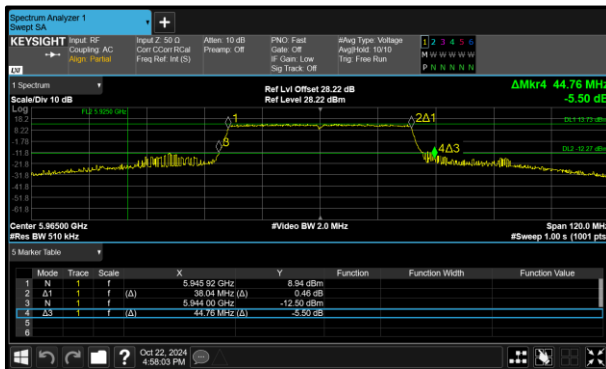 Spectrum Analyzer 1
Swept SA
KEYSIGHT Input: RF Input Z: 50 Ω Atten: 10 dB PNO: Fast #Avg Type: Voltage 1 2 3 4 5 6
Coupling: AC Corr CCorr RCal Preamp: Off Gate: Off Avg|Hold: 10/10 M W W W W W
Align: Partial Freq Ref: Int (S) IF Gain: Low Trig: Free Run P N N N N N
Sig Track: Off
LXI
1 Spectrum Ref Lvl Offset 28.22 dB ΔMkr4 44.76 MHz
Scale/Div 10 dB Ref Level 28.22 dBm -5.50 dB
Log
FL2 5.9250 GHz
18.2 1 2Δ1 DL1 13.73 dBm
8.22
-1.78 3 4Δ3 DL2 -12.27 dBm
-11.8
-21.8
-31.8
-41.8
-51.8
-61.8
Center 5.96500 GHz #Video BW 2.0 MHz Span 120.0 MHz
#Res BW 510 kHz #Sweep 1.00 s (1001 pts)
5 Marker Table
Mode Trace Scale X Y Function Function Width Function Value
1 N 1 f 5.945 92 GHz 8.94 dBm
2 Δ1 1 f (Δ) 38.04 MHz (Δ) 0.46 dB
3 N 1 f 5.944 00 GHz -12.50 dBm
4 Δ3 1 f (Δ) 44.76 MHz (Δ) -5.50 dB
5
6
? Oct 22, 2024
4:58:03 PM